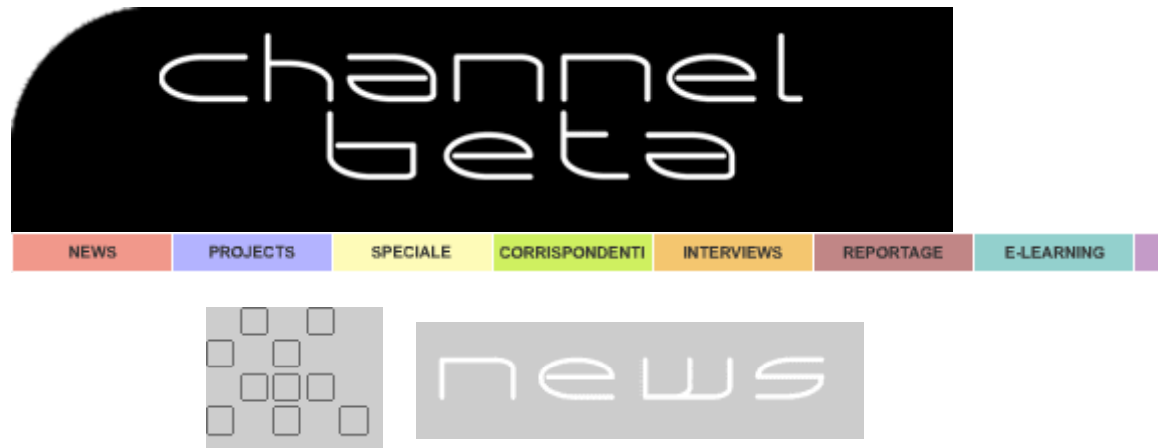 channel
beta
NEWS PROJECTS SPECIALE CORRISPONDENTI INTERVIEWS REPORTAGE E-LEARNING
news